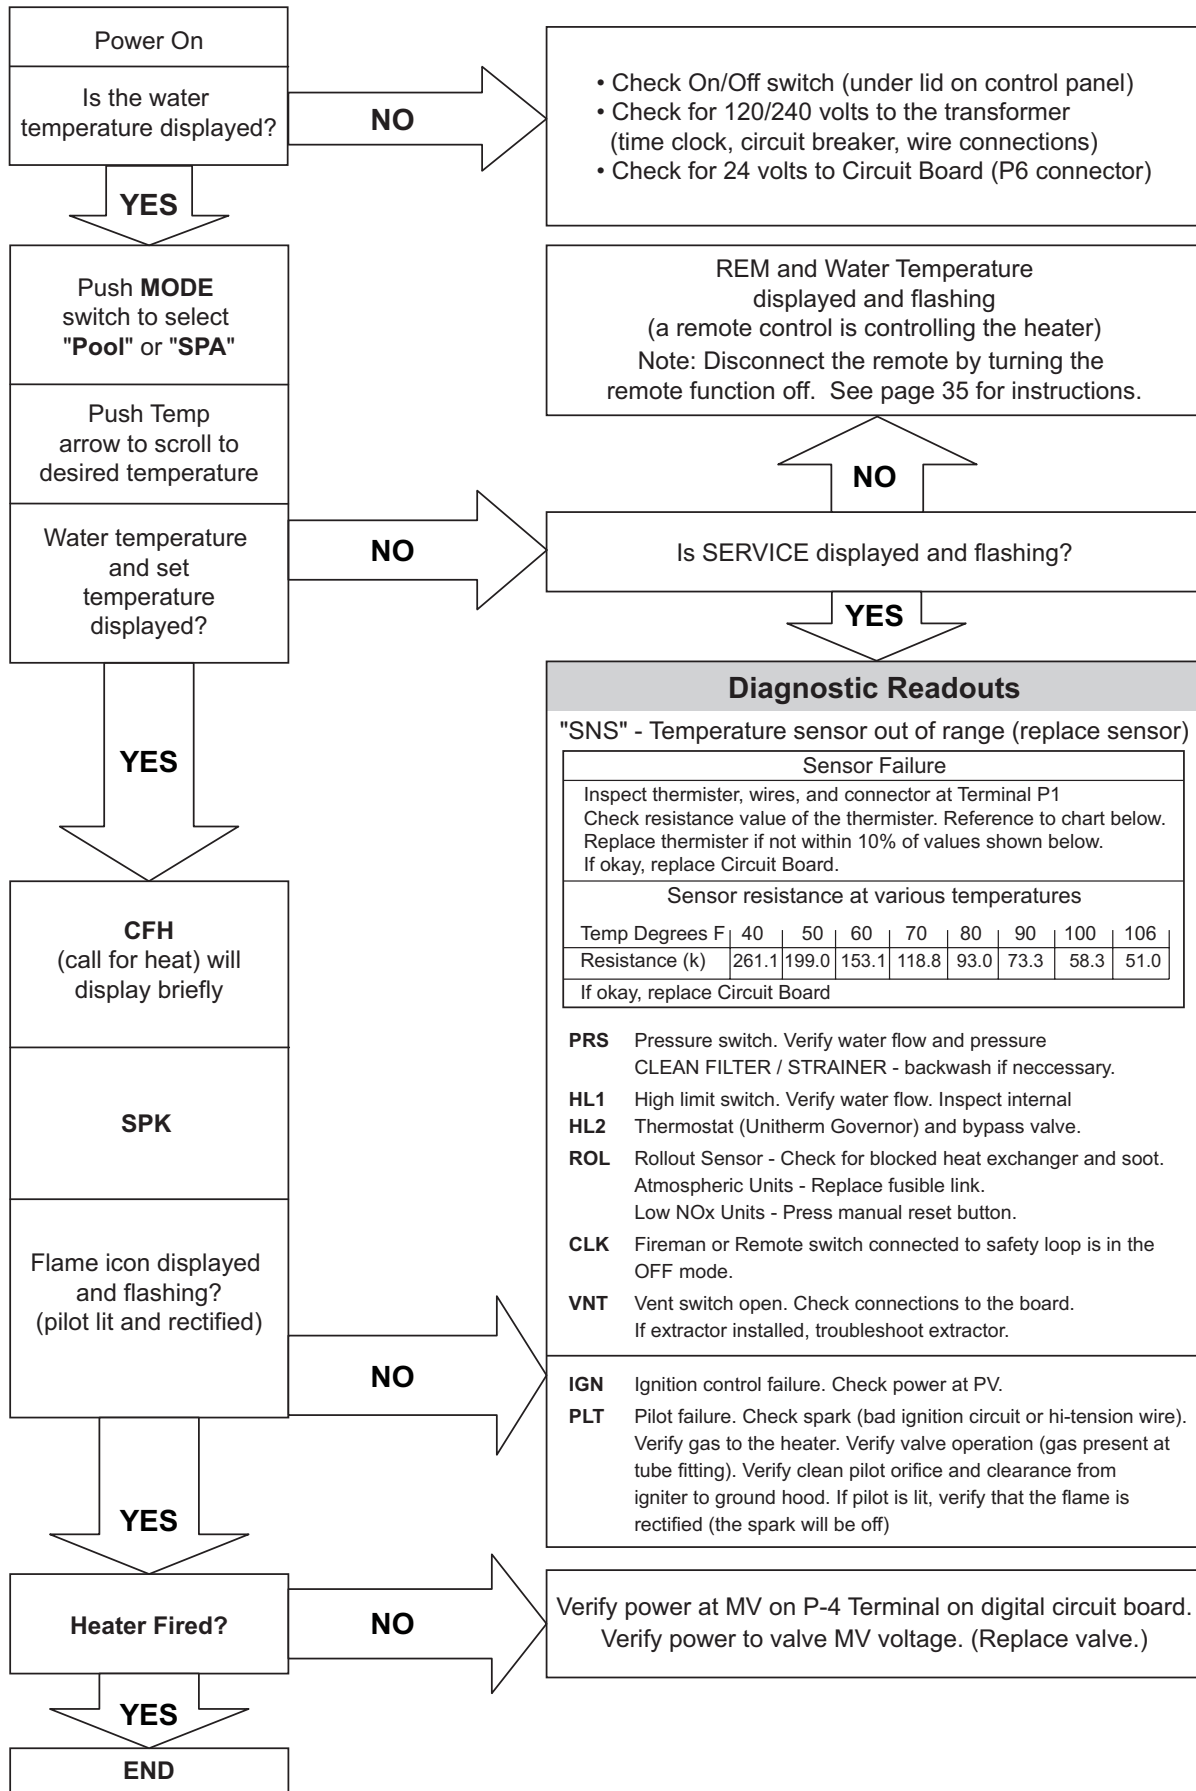 Power On
Is the water
temperature displayed?
NO
• Check On/Off switch (under lid on control panel)
• Check for 120/240 volts to the transformer
(time clock, circuit breaker, wire connections)
• Check for 24 volts to Circuit Board (P6 connector)
YES
Push MODE
switch to select
"Pool" or "SPA"
Push Temp
arrow to scroll to
desired temperature
Water temperature
and set
temperature
displayed?
NO
Is SERVICE displayed and flashing?
NO
REM and Water Temperature
displayed and flashing
(a remote control is controlling the heater)
Note: Disconnect the remote by turning the
remote function off. See page 35 for instructions.
YES
Diagnostic Readouts
"SNS" - Temperature sensor out of range (replace sensor)
Sensor Failure
Inspect thermister, wires, and connector at Terminal P1
Check resistance value of the thermister. Reference to chart below.
Replace thermister if not within 10% of values shown below.
If okay, replace Circuit Board.
Sensor resistance at various temperatures
Temp Degrees F 40 50 60 70 80 90 100 106
Resistance (k) 261.1 199.0 153.1 118.8 93.0 73.3 58.3 51.0
If okay, replace Circuit Board
PRS Pressure switch. Verify water flow and pressure
CLEAN FILTER / STRAINER - backwash if neccessary.
HL1 High limit switch. Verify water flow. Inspect internal
HL2 Thermostat (Unitherm Governor) and bypass valve.
ROL Rollout Sensor - Check for blocked heat exchanger and soot.
Atmospheric Units - Replace fusible link.
Low NOx Units - Press manual reset button.
CLK Fireman or Remote switch connected to safety loop is in the
OFF mode.
VNT Vent switch open. Check connections to the board.
If extractor installed, troubleshoot extractor.
IGN Ignition control failure. Check power at PV.
PLT Pilot failure. Check spark (bad ignition circuit or hi-tension wire).
Verify gas to the heater. Verify valve operation (gas present at
tube fitting). Verify clean pilot orifice and clearance from
igniter to ground hood. If pilot is lit, verify that the flame is
rectified (the spark will be off)
YES
CFH
(call for heat) will
display briefly
SPK
Flame icon displayed
and flashing?
(pilot lit and rectified)
NO
YES
Heater Fired?
NO
Verify power at MV on P-4 Terminal on digital circuit board.
Verify power to valve MV voltage. (Replace valve.)
YES
END